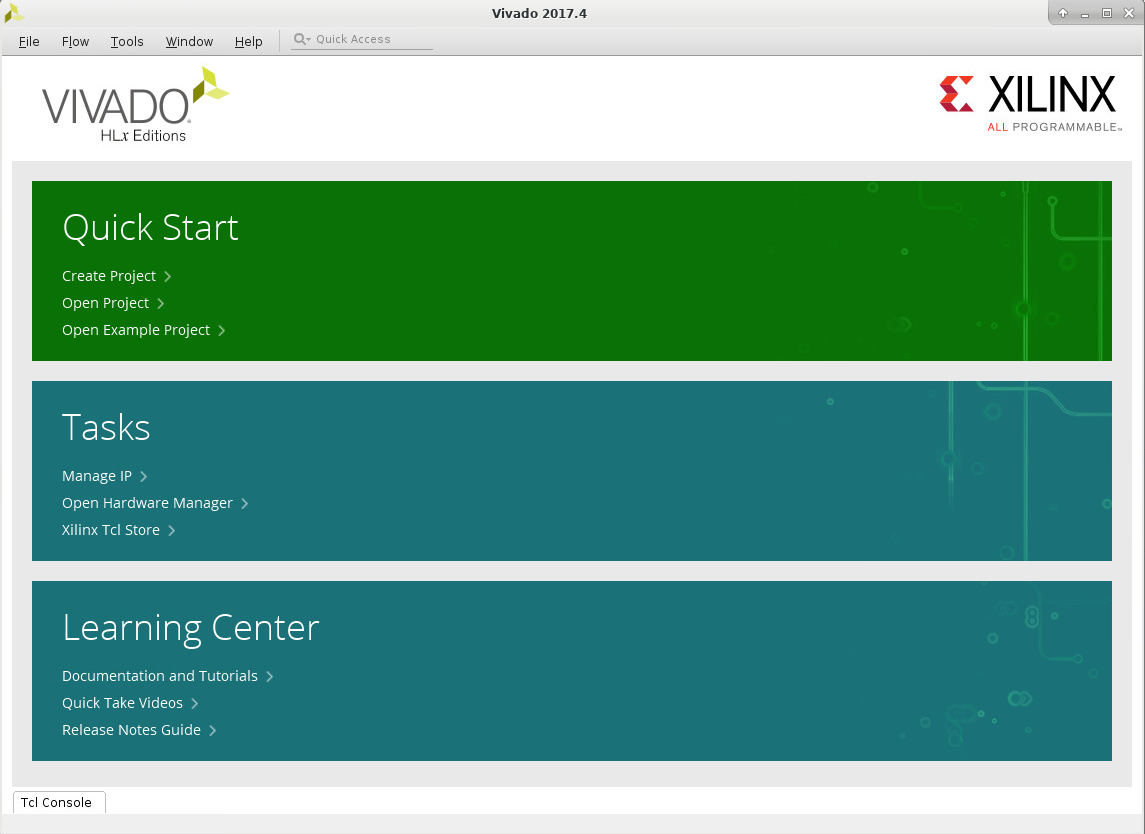 Vivado 2017.4
File Flow Tools Window Help Quick Access
VIVADO
HLx Editions
XILINX
ALL PROGRAMMABLE™
Quick Start
Create Project
Open Project
Open Example Project
Tasks
Manage IP
Open Hardware Manager
Xilinx Tcl Store
Learning Center
Documentation and Tutorials
Quick Take Videos
Release Notes Guide
Tcl Console